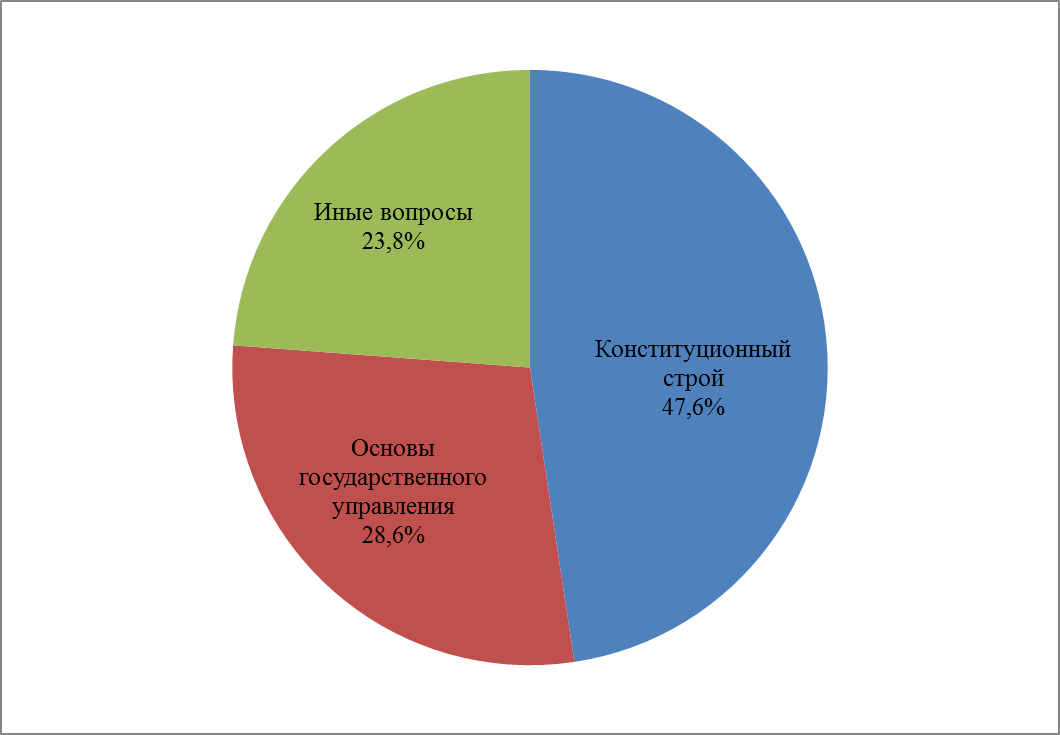 Иные вопросы
23,8%
Конституционный
строй
47,6%
Основы
государственного
управления
28,6%